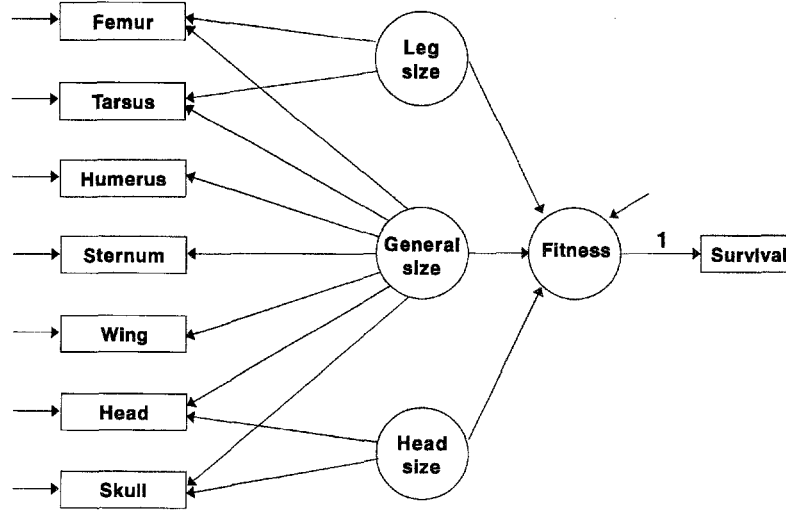 Femur
Tarsus
Humerus
Sternum
Wing
Head
Skull
Leg
size
General
size
Head
size
Fitness
1
Survival